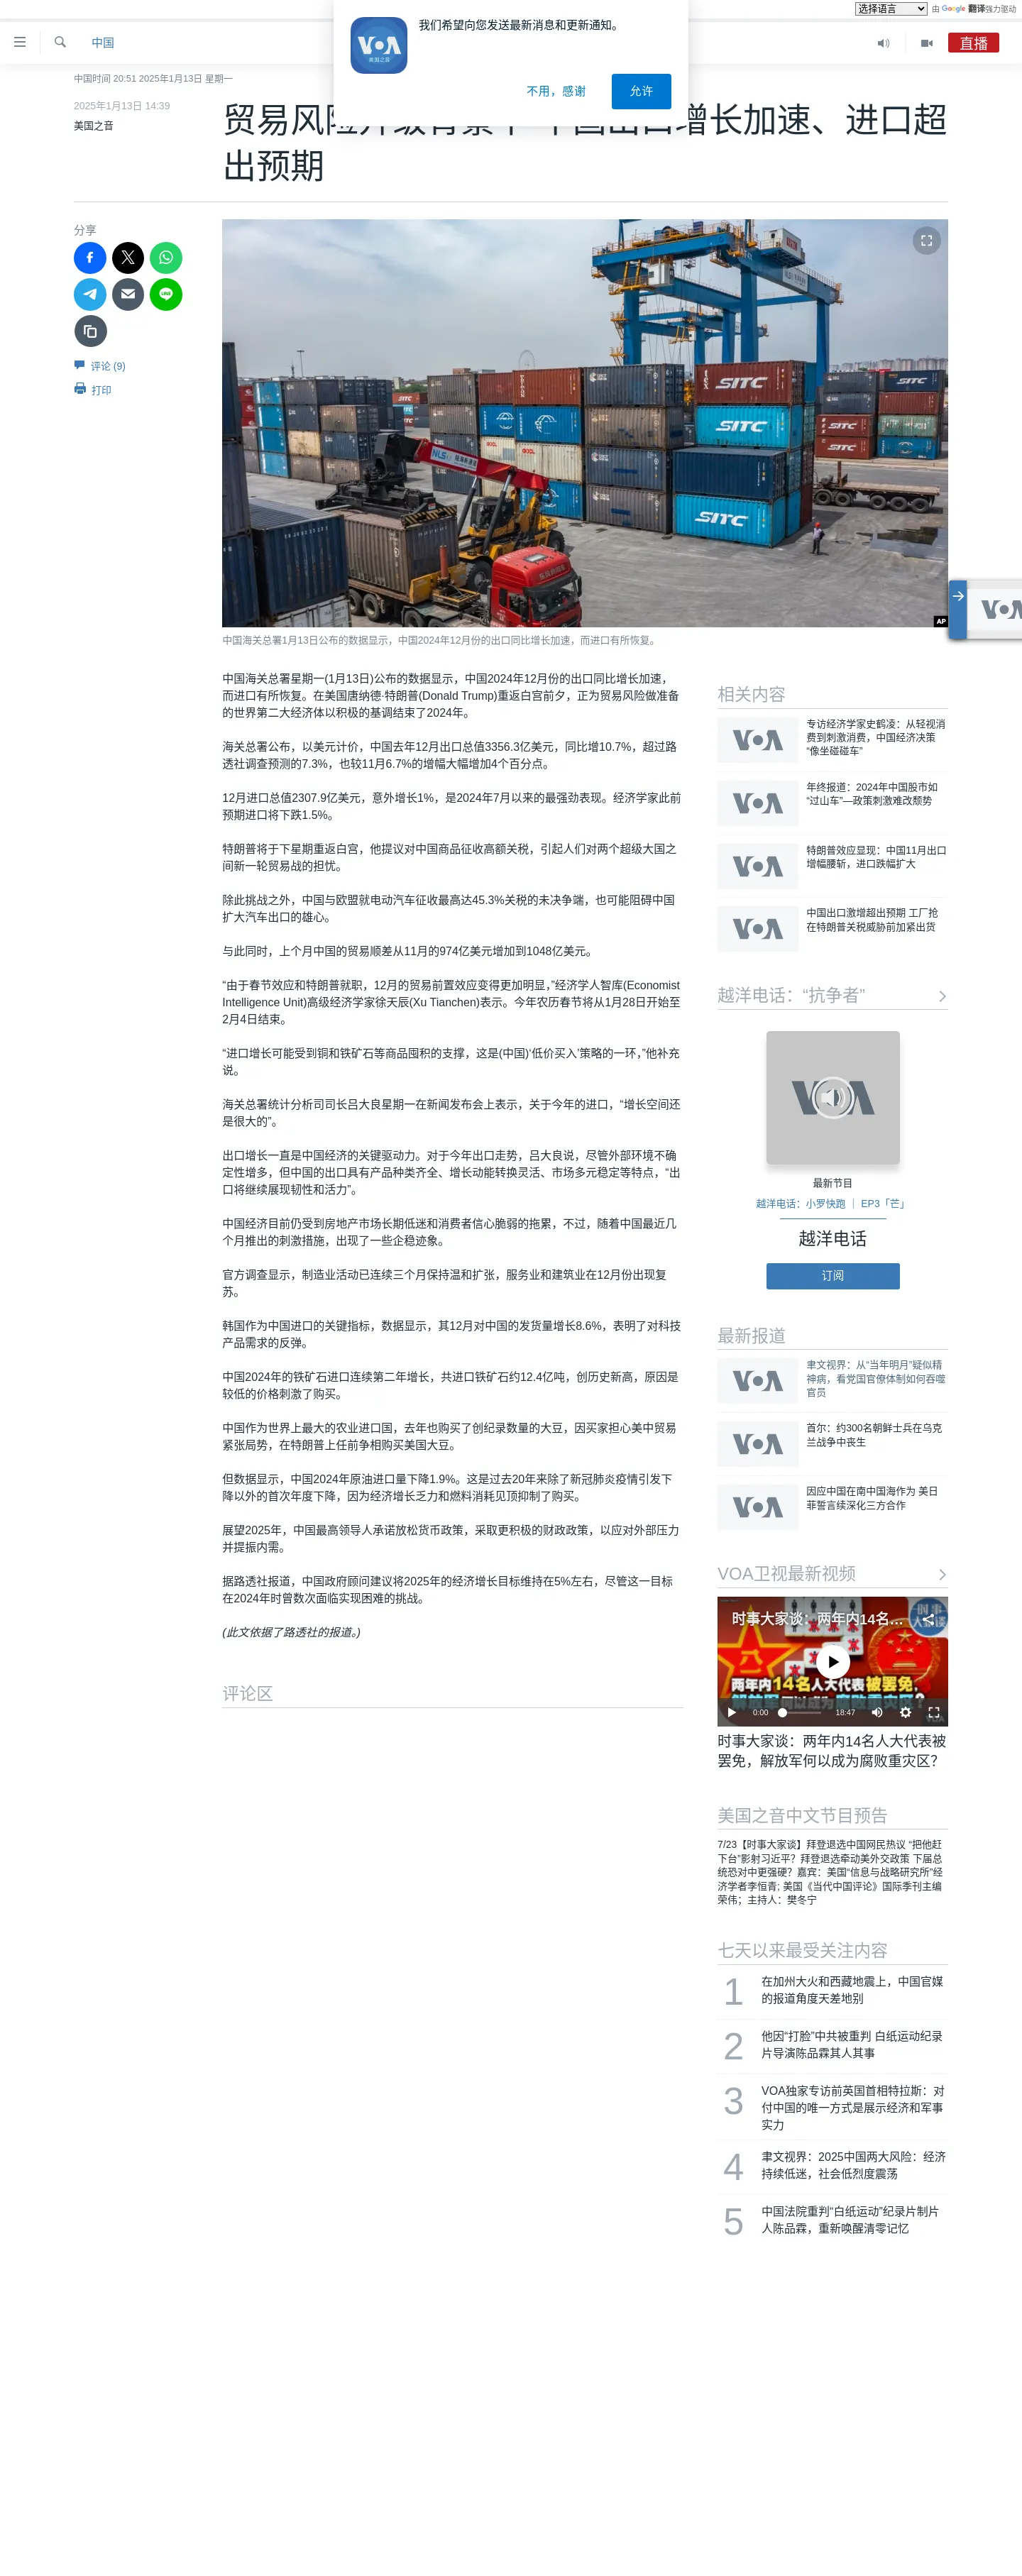 选择语言 由 Google 翻译强力驱动
VOA
美国之音
我们希望向您发送最新消息和更新通知。
不用，感谢
允许
中国
直播
中国时间 20:51 2025年1月13日 星期一
2025年1月13日 14:39
美国之音
增长加速、进口超
出预期
分享
评论 (9)
打印
SITC
SITC
SITC
SITC
SITC
NLS
AP
中国海关总署1月13日公布的数据显示，中国2024年12月份的出口同比增长加速，而进口有所恢复。
中国海关总署星期一(1月13日)公布的数据显示，中国2024年12月份的出口同比增长加速，
而进口有所恢复。在美国唐纳德·特朗普(Donald Trump)重返白宫前夕，正为贸易风险做准备
的世界第二大经济体以积极的基调结束了2024年。
海关总署公布，以美元计价，中国去年12月出口总值3356.3亿美元，同比增10.7%，超过路
透社调查预测的7.3%，也较11月6.7%的增幅大幅增加4个百分点。
12月进口总值2307.9亿美元，意外增长1%，是2024年7月以来的最强劲表现。经济学家此前
预期进口将下跌1.5%。
特朗普将于下星期重返白宫，他提议对中国商品征收高额关税，引起人们对两个超级大国之
间新一轮贸易战的担忧。
除此挑战之外，中国与欧盟就电动汽车征收最高达45.3%关税的未决争端，也可能阻碍中国
扩大汽车出口的雄心。
与此同时，上个月中国的贸易顺差从11月的974亿美元增加到1048亿美元。
“由于春节效应和特朗普就职，12月的贸易前置效应变得更加明显，”经济学人智库(Economist
Intelligence Unit)高级经济学家徐天辰(Xu Tianchen)表示。今年农历春节将从1月28日开始至
2月4日结束。
“进口增长可能受到铜和铁矿石等商品囤积的支撑，这是(中国)‘低价买入’策略的一环，”他补充
说。
海关总署统计分析司司长吕大良星期一在新闻发布会上表示，关于今年的进口，“增长空间还
是很大的”。
出口增长一直是中国经济的关键驱动力。对于今年出口走势，吕大良说，尽管外部环境不确
定性增多，但中国的出口具有产品种类齐全、增长动能转换灵活、市场多元稳定等特点，“出
口将继续展现韧性和活力”。
中国经济目前仍受到房地产市场长期低迷和消费者信心脆弱的拖累，不过，随着中国最近几
个月推出的刺激措施，出现了一些企稳迹象。
官方调查显示，制造业活动已连续三个月保持温和扩张，服务业和建筑业在12月份出现复
苏。
韩国作为中国进口的关键指标，数据显示，其12月对中国的发货量增长8.6%，表明了对科技
产品需求的反弹。
中国2024年的铁矿石进口连续第二年增长，共进口铁矿石约12.4亿吨，创历史新高，原因是
较低的价格刺激了购买。
中国作为世界上最大的农业进口国，去年也购买了创纪录数量的大豆，因买家担心美中贸易
紧张局势，在特朗普上任前争相购买美国大豆。
但数据显示，中国2024年原油进口量下降1.9%。这是过去20年来除了新冠肺炎疫情引发下
降以外的首次年度下降，因为经济增长乏力和燃料消耗见顶抑制了购买。
展望2025年，中国最高领导人承诺放松货币政策，采取更积极的财政政策，以应对外部压力
并提振内需。
据路透社报道，中国政府顾问建议将2025年的经济增长目标维持在5%左右，尽管这一目标
在2024年时曾数次面临实现困难的挑战。
(此文依据了路透社的报道。)
评论区
相关内容
专访经济学家史鹤凌：从轻视消
费到刺激消费，中国经济决策
“像坐碰碰车”
年终报道：2024年中国股市如
“过山车”—政策刺激难改颓势
特朗普效应显现：中国11月出口
增幅腰斩，进口跌幅扩大
中国出口激增超出预期 工厂抢
在特朗普关税威胁前加紧出货
越洋电话：“抗争者”
VOA
最新节目
越洋电话：小罗快跑 ｜ EP3「芒」
越洋电话
订阅
最新报道
聿文视界：从“当年明月”疑似精
神病，看党国官僚体制如何吞噬
官员
首尔：约300名朝鲜士兵在乌克
兰战争中丧生
因应中国在南中国海作为 美日
菲誓言续深化三方合作
VOA卫视最新视频
时事大家谈：两年内14名...
两年内14名人大代表被罢免，
0:00 18:47
时事大家谈：两年内14名人大代表被
罢免，解放军何以成为腐败重灾区？
美国之音中文节目预告
7/23【时事大家谈】拜登退选中国网民热议 “把他赶
下台”影射习近平？拜登退选牵动美外交政策 下届总
统恐对中更强硬？嘉宾：美国“信息与战略研究所”经
济学者李恒青; 美国《当代中国评论》国际季刊主编
荣伟；主持人：樊冬宁
七天以来最受关注内容
1 在加州大火和西藏地震上，中国官媒
的报道角度天差地别
2 他因“打脸”中共被重判 白纸运动纪录
片导演陈品霖其人其事
3 VOA独家专访前英国首相特拉斯：对
付中国的唯一方式是展示经济和军事
实力
4 聿文视界：2025中国两大风险：经济
持续低迷，社会低烈度震荡
5 中国法院重判“白纸运动”纪录片制片
人陈品霖，重新唤醒清零记忆